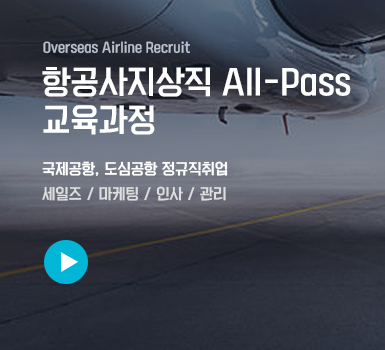 Overseas Airline Recruit
항공사지상직 All-Pass
교육과정
국제공항, 도심공항 정규직취업
세일즈 / 마케팅 / 인사 / 관리